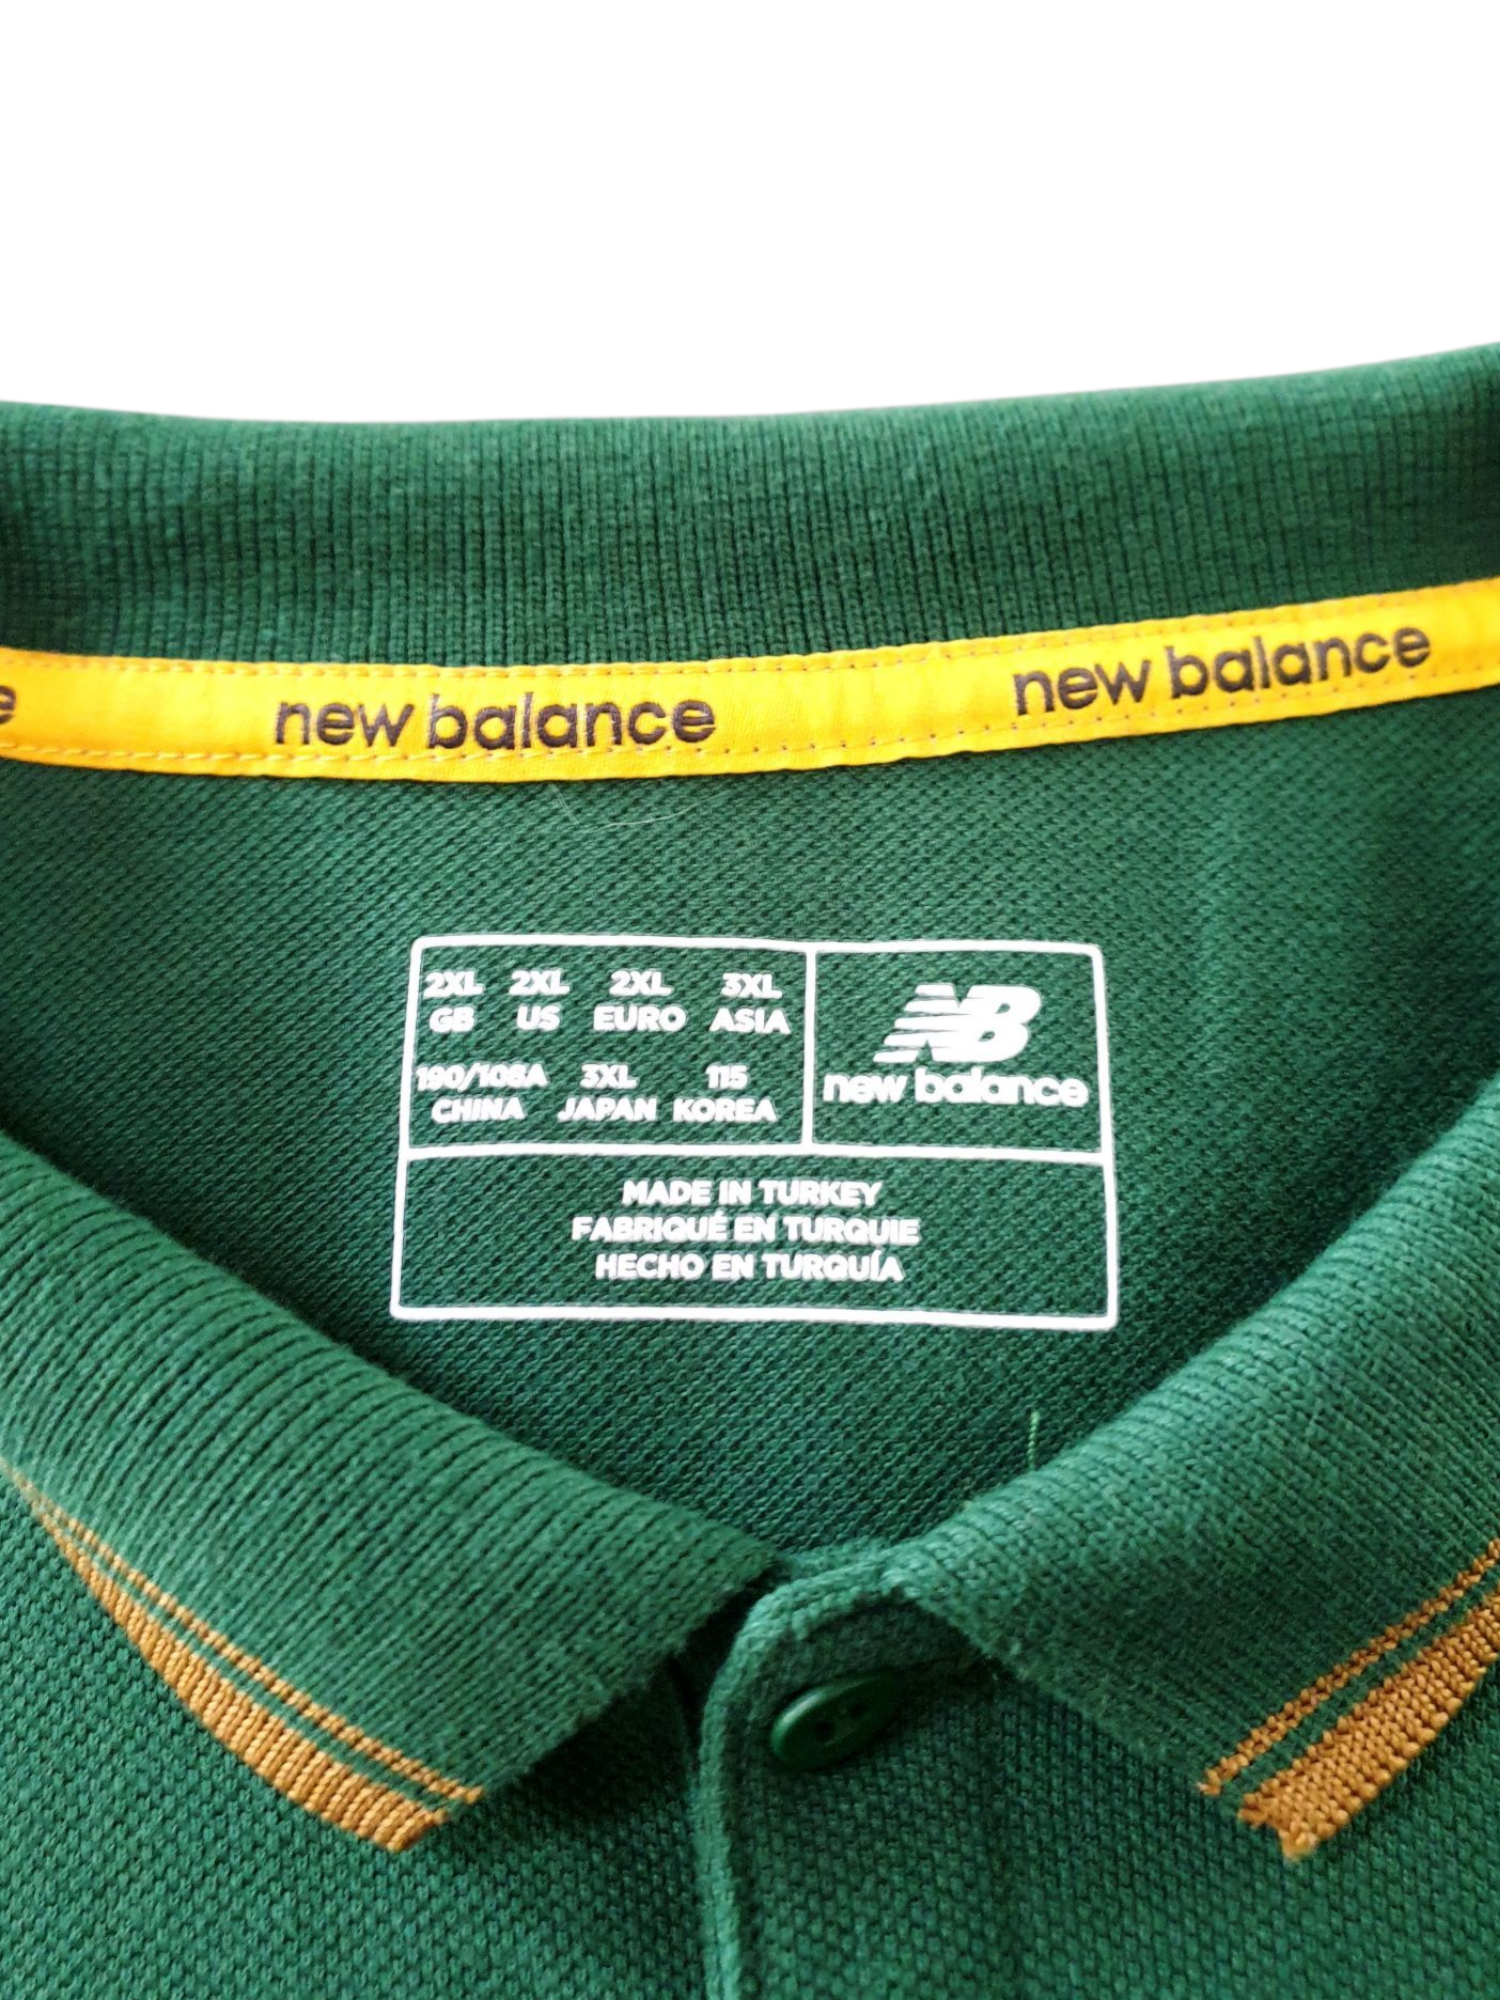 new balance new balance
2XL 2XL 2XL 3XL
GB US EURO ASIA
190/108A 3XL 115
CHINA JAPAN KOREA
NB
new balance
MADE IN TURKEY
FABRIQUÉ EN TURQUIE
HECHO EN TURQUÍA